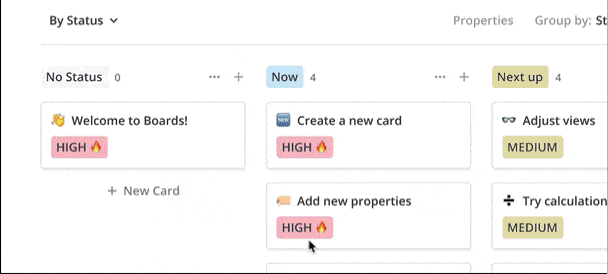 By Status
Properties
Group by: St
No Status 0
Now 4
Next up 4
👋 Welcome to Boards!
HIGH 🔥
+ New Card
🆕 Create a new card
HIGH 🔥
🏷️ Add new properties
HIGH 🔥
👓 Adjust views
MEDIUM
➗ Try calculation
MEDIUM